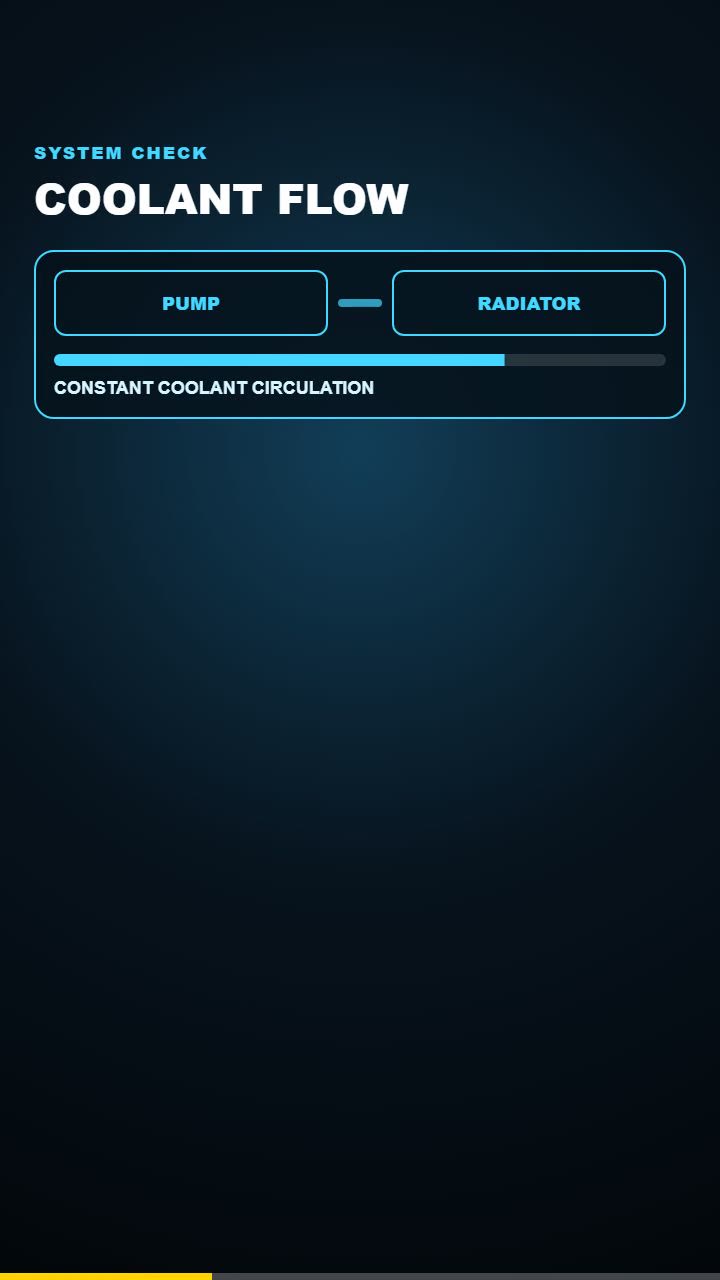 SYSTEM CHECK
COOLANT FLOW
PUMP
RADIATOR
CONSTANT COOLANT CIRCULATION